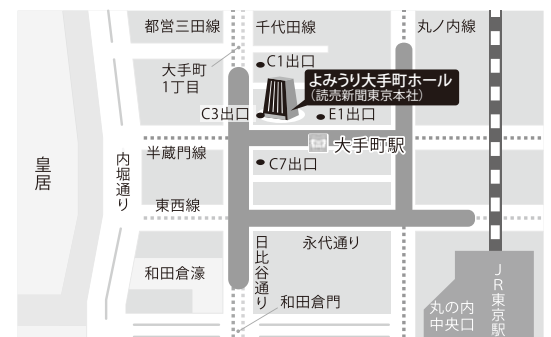 都営三田線
千代田線
丸ノ内線
C1出口
大手町
1丁目
よみうり大手町ホール
(読売新聞東京本社)
C3出口
E1出口
大手町駅
半蔵門線
C7出口
皇居
内堀通り
東西線
日比谷通り
永代通り
和田倉濠
和田倉門
JR東京駅
丸の内
中央口